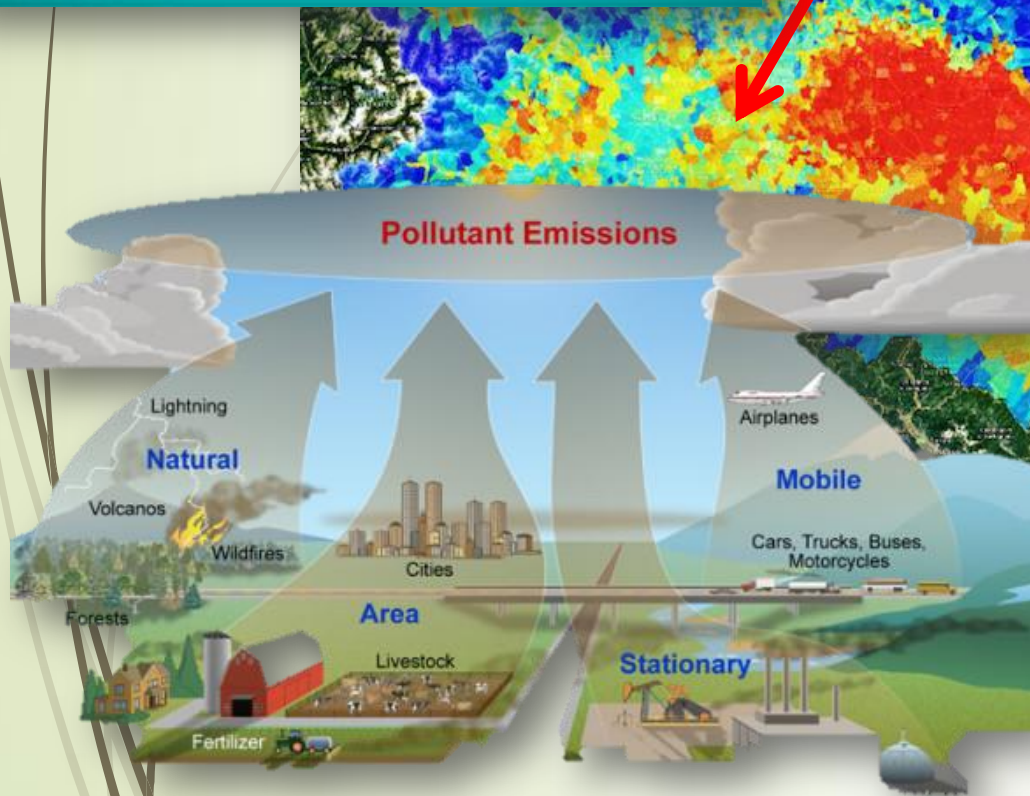 Pollutant Emissions
Lightning
Natural
Volcanos
Wildfires
Forests
Cities
Area
Livestock
Fertilizer
Airplanes
Mobile
Cars, Trucks, Buses,
Motorcycles
Stationary